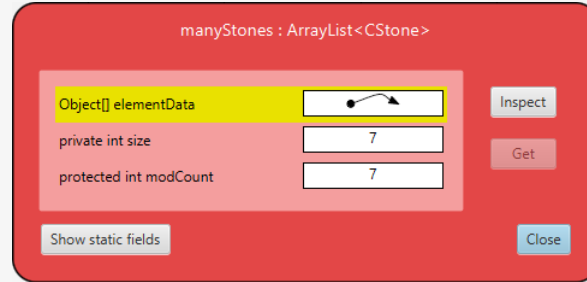 manyStones : ArrayList<CStone>
Object[] elementData
Inspect
private int size 7
Get
protected int modCount 7
Show static fields
Close